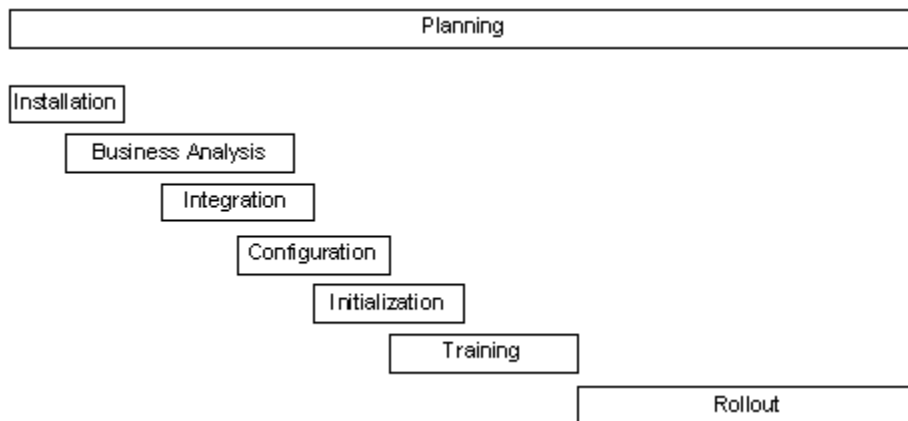 Planning
Installation
Business Analysis
Integration
Configuration
Initialization
Training
Rollout